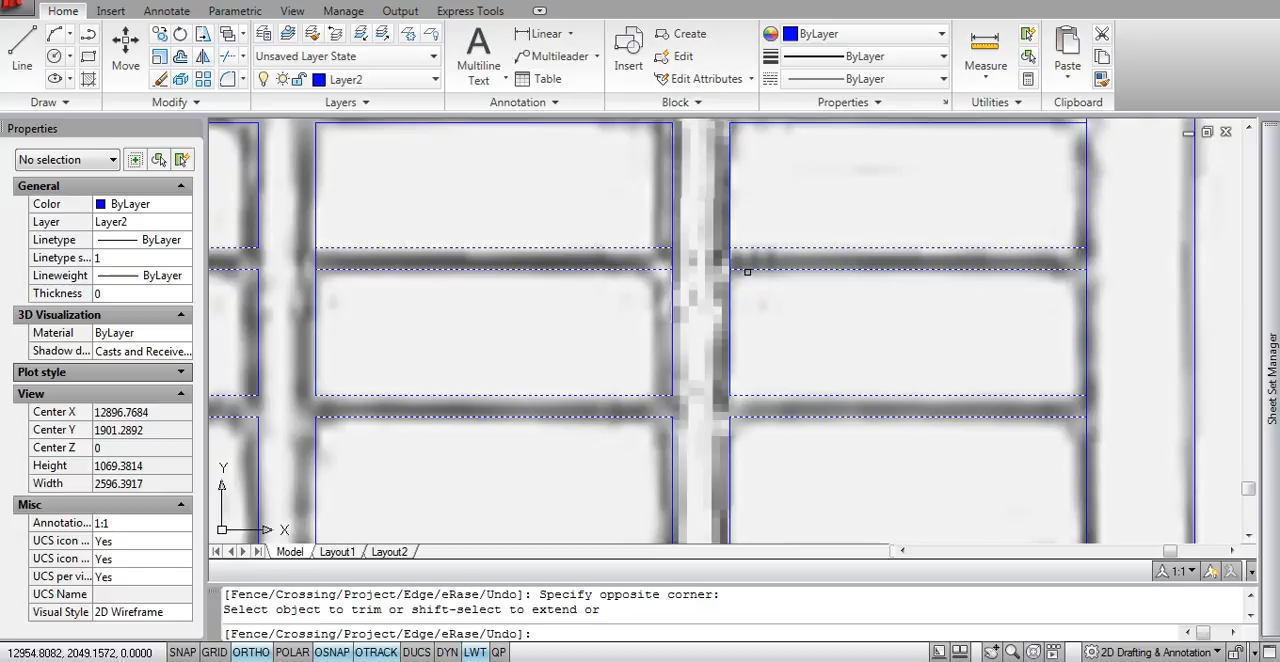 Home Insert Annotate Parametric View Manage Output Express Tools
Line
Move
Draw
Modify
Unsaved Layer State
Layer2
Layers
Multiline
Text
Linear
Multileader
Table
Annotation
Insert
Create
Edit
Edit Attributes
Block
ByLayer
ByLayer
ByLayer
Properties
Measure
Utilities
Paste
Clipboard
Properties
No selection
General
Color ByLayer
Layer Layer2
Linetype ByLayer
Linetype s... 1
Lineweight ByLayer
Thickness 0
3D Visualization
Material ByLayer
Shadow d... Casts and Receive...
Plot style
View
Center X 12896.7684
Center Y 1901.2892
Center Z 0
Height 1069.3814
Width 2596.3917
Misc
Annotatio... 1:1
UCS icon ... Yes
UCS icon ... Yes
UCS per vi... Yes
UCS Name
Visual Style 2D Wireframe
Y
X
Sheet Set Manager
Model Layout1 Layout2
1:1
[Fence/Crossing/Project/Edge/eRase/Undo]: Specify opposite corner:
Select object to trim or shift-select to extend or
[Fence/Crossing/Project/Edge/eRase/Undo]:
12954.8082, 2049.1572, 0.0000 SNAP GRID ORTHO POLAR OSNAP OTRACK DUCS DYN LWT QP 2D Drafting & Annotation